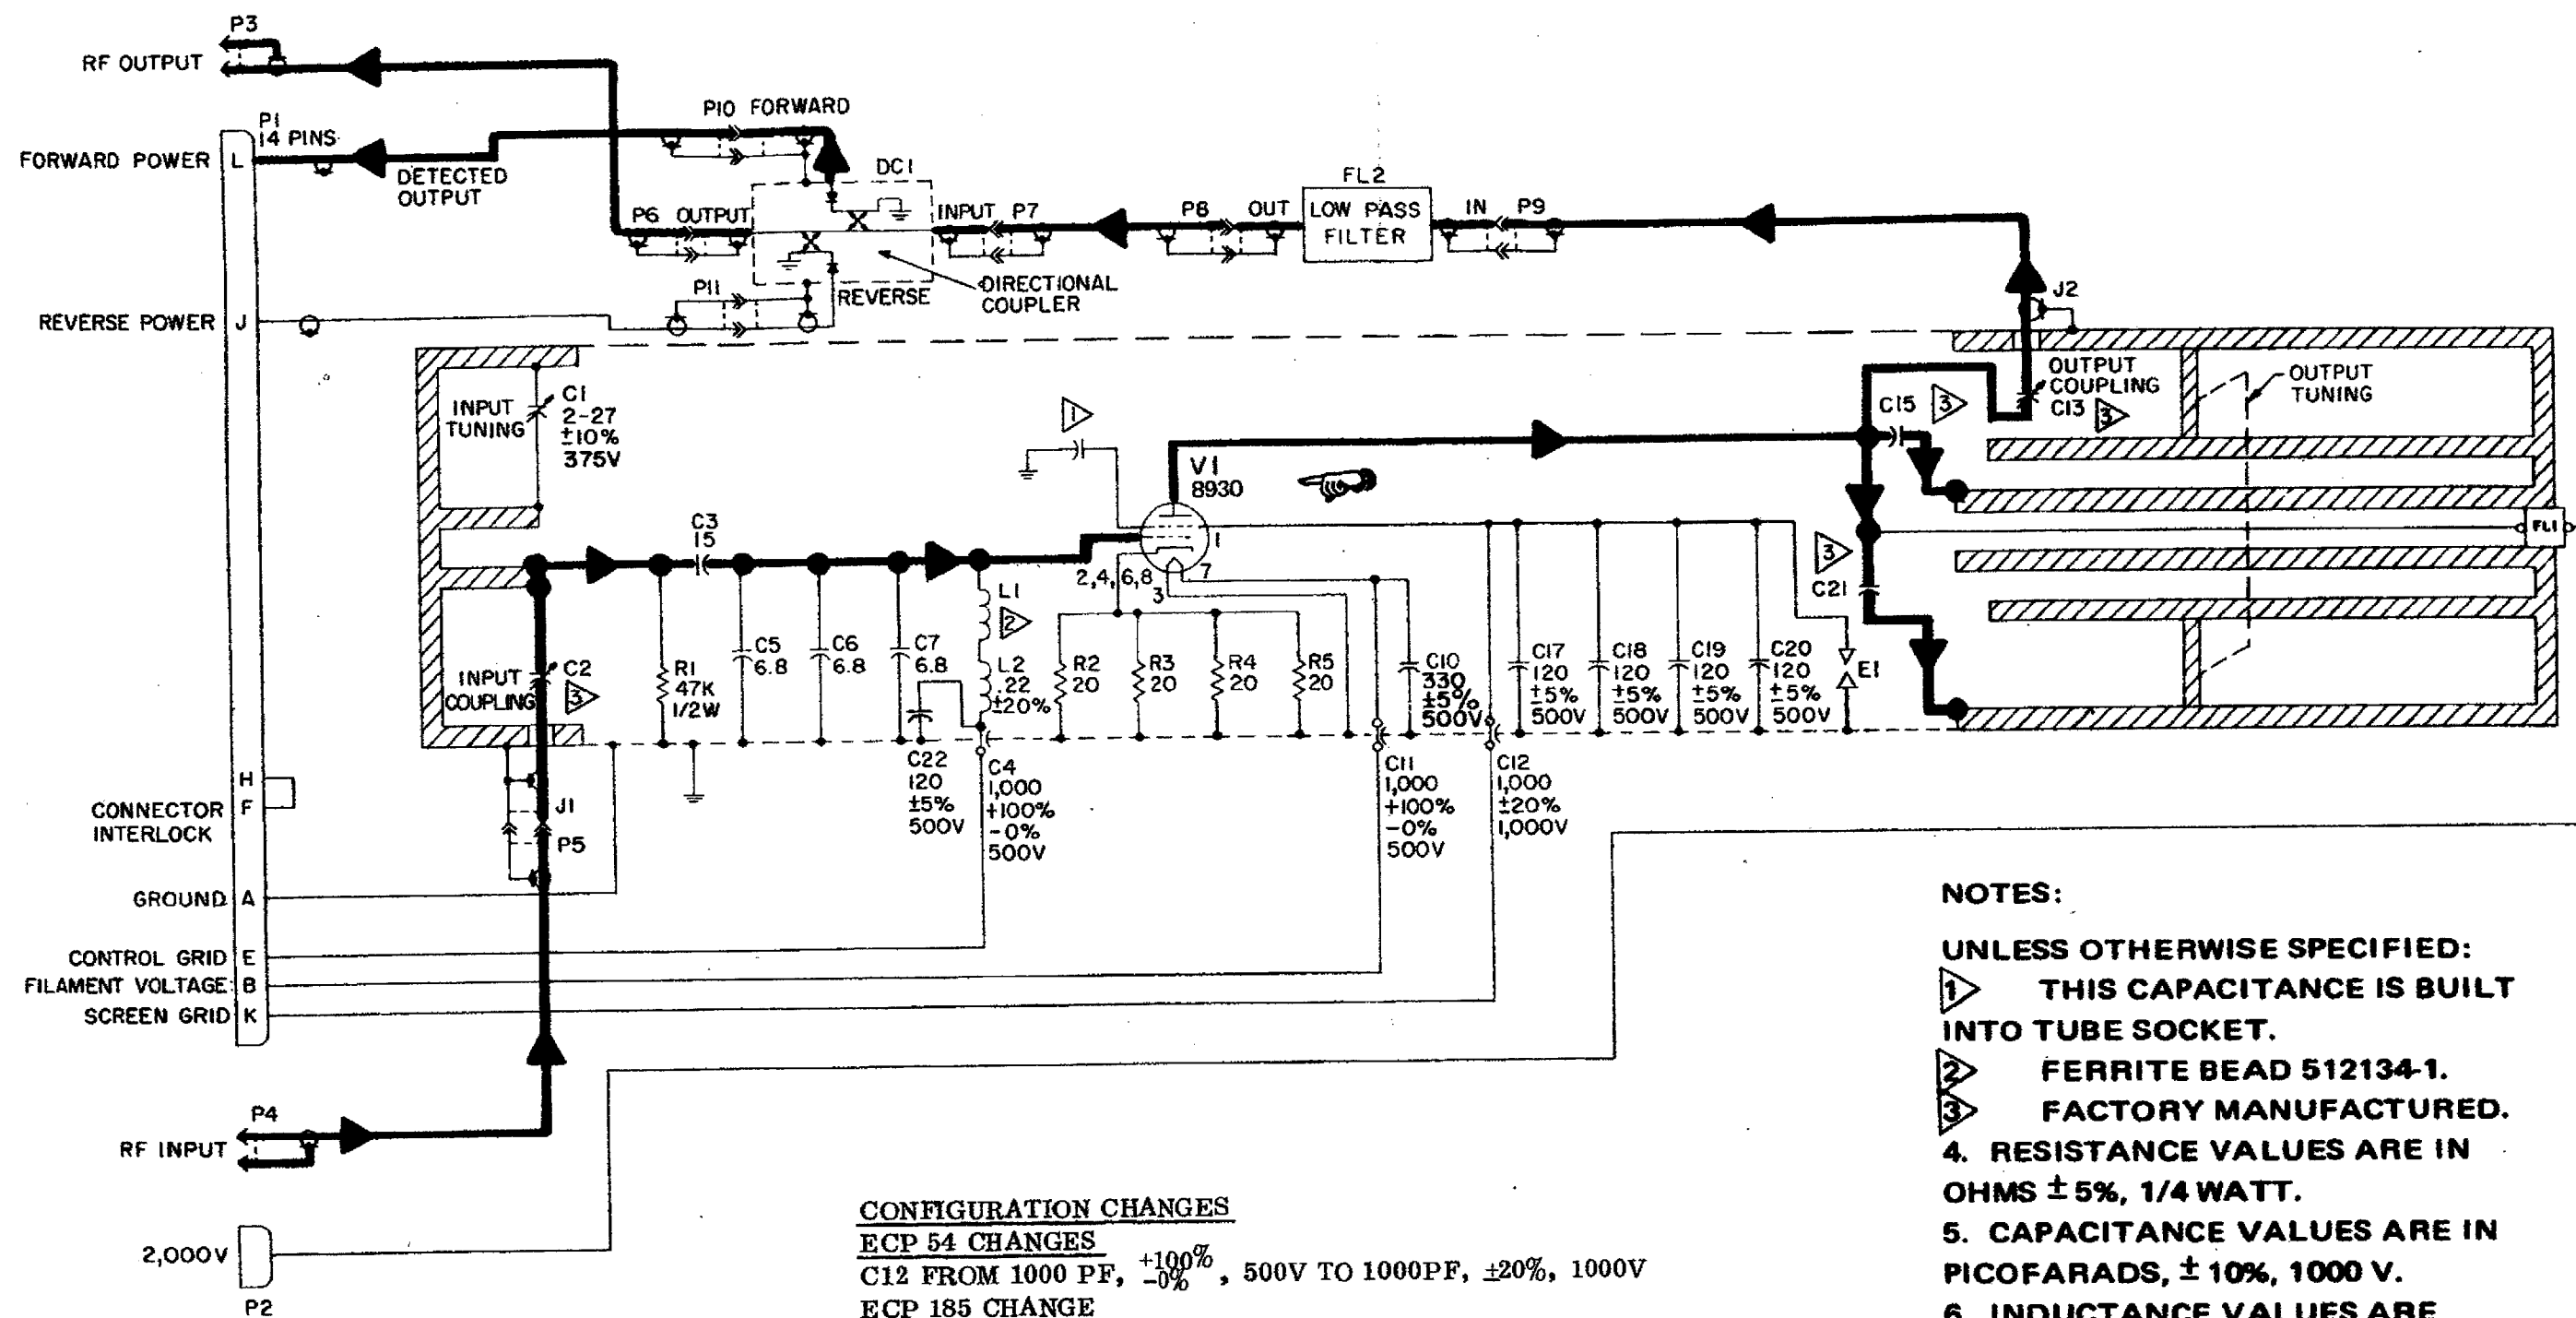 P3
RF OUTPUT
P10 FORWARD
P1
14 PINS
FORWARD POWER L
DETECTED
OUTPUT
DC1
P6 OUTPUT
INPUT P7
P8 OUT
FL2
LOW PASS
FILTER
IN P9
DIRECTIONAL
COUPLER
P11
REVERSE
REVERSE POWER J
J2
INPUT
TUNING
C1
2-27
±10%
375V
1
V1
8930
C15
3
OUTPUT
COUPLING
C13
3
OUTPUT
TUNING
FL1
3
C21
C3
15
1
2,4,6,8
7
3
INPUT
COUPLING
C2
3
R1
47K
1/2W
C5
6.8
C6
6.8
C7
6.8
L1
2
L2
.22
±20%
R2
20
R3
20
R4
20
R5
20
C10
330
±5%
500V
C17
120
±5%
500V
C18
120
±5%
500V
C19
120
±5%
500V
C20
120
±5%
500V
E1
C22
120
±5%
500V
C4
1,000
+100%
-0%
500V
C11
1,000
+100%
-0%
500V
C12
1,000
±20%
1,000V
H
F
CONNECTOR
INTERLOCK
J1
P5
GROUND A
CONTROL GRID E
FILAMENT VOLTAGE B
SCREEN GRID K
P4
RF INPUT
2,000V
P2
CONFIGURATION CHANGES
ECP 54 CHANGES
C12 FROM 1000 PF, +100% -0%, 500V TO 1000PF, ±20%, 1000V
ECP 185 CHANGE
NOTES:
UNLESS OTHERWISE SPECIFIED:
1 THIS CAPACITANCE IS BUILT
INTO TUBE SOCKET.
2 FERRITE BEAD 512134-1.
3 FACTORY MANUFACTURED.
4. RESISTANCE VALUES ARE IN
OHMS ±5%, 1/4 WATT.
5. CAPACITANCE VALUES ARE IN
PICOFARADS, ±10%, 1000 V.
6. INDUCTANCE VALUES ARE